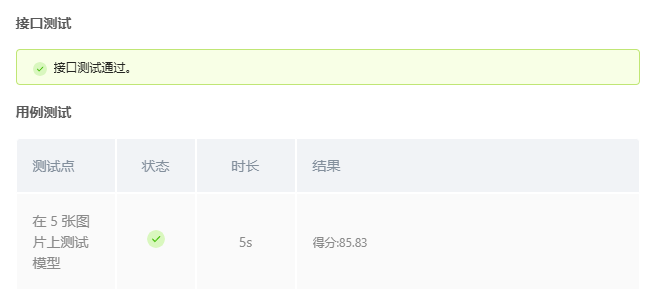 接口测试
接口测试通过。
用例测试
测试点 状态 时长 结果
在 5 张图
片上测试
模型
5s
得分:85.83